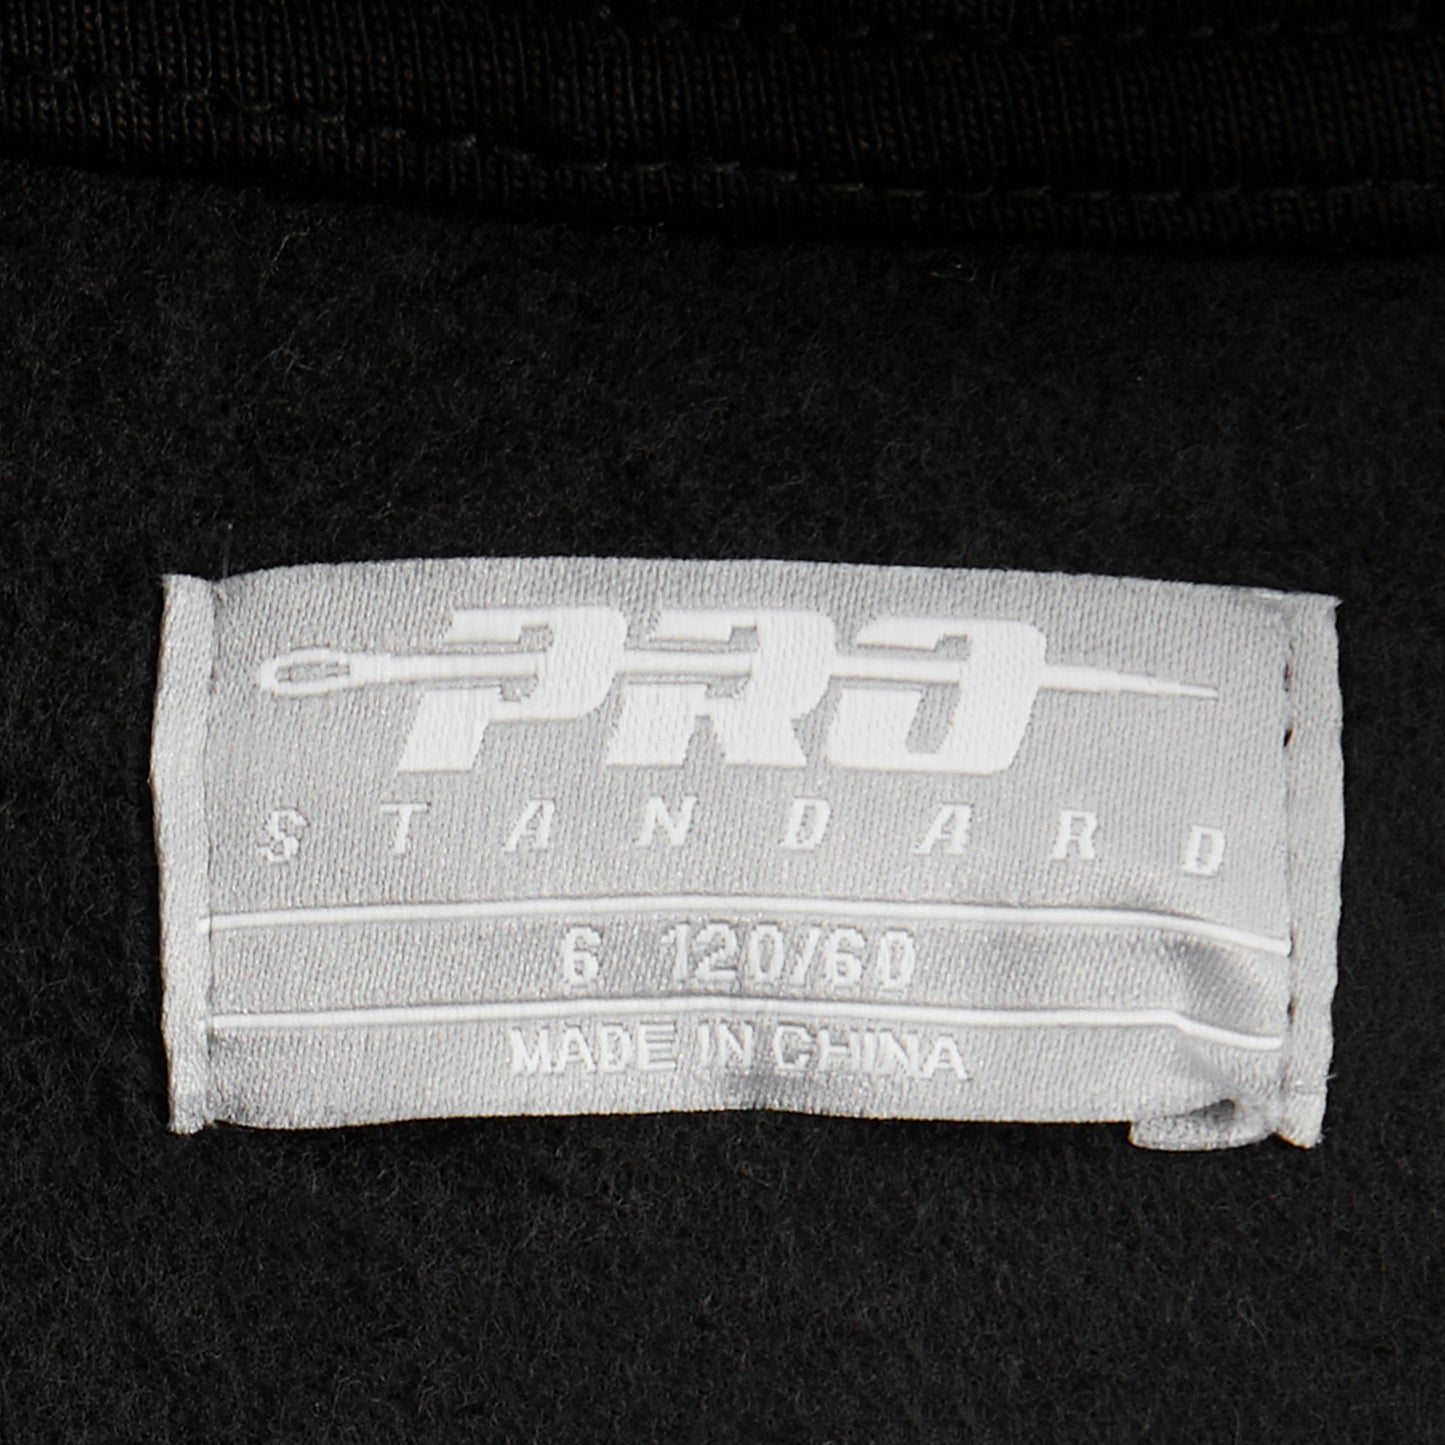 PRO
STANDARD
6 120/60
MADE IN CHINA